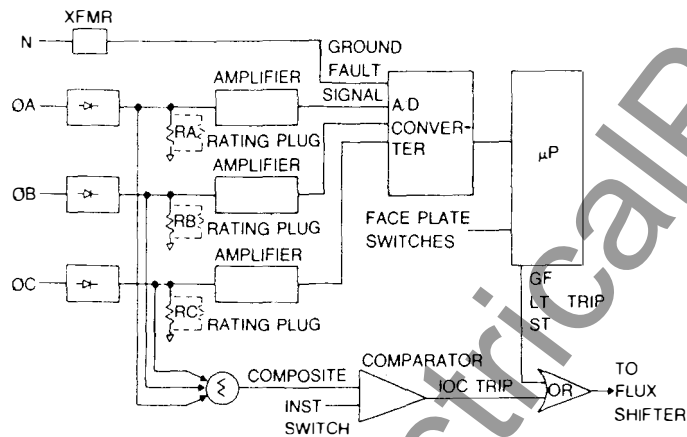 XFMR
N
GROUND
FAULT
SIGNAL
AMPLIFIER
ØA
RA
RATING PLUG
A/D
CONVER-
TER
μP
AMPLIFIER
ØB
RB
RATING PLUG
FACE PLATE
SWITCHES
AMPLIFIER
ØC
RC
RATING PLUG
GF
LT TRIP
ST
Σ
COMPOSITE
COMPARATOR
IOC TRIP
INST
SWITCH
OR
TO
FLUX
SHIFTER